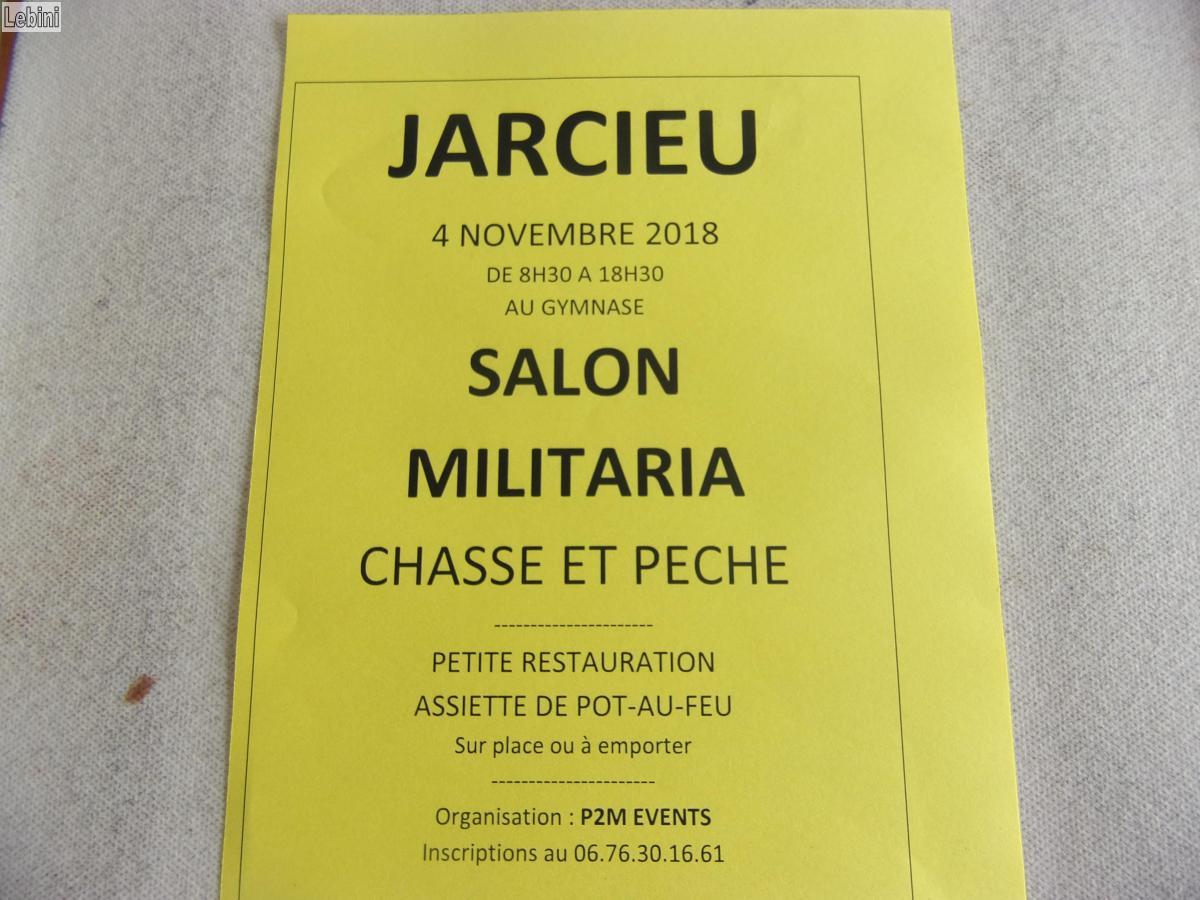 Lebini
JARCIEU
4 NOVEMBRE 2018
DE 8H30 A 18H30
AU GYMNASE
SALON
MILITARIA
CHASSE ET PECHE
----------------------
PETITE RESTAURATION
ASSIETTE DE POT-AU-FEU
Sur place ou à emporter
----------------------
Organisation : P2M EVENTS
Inscriptions au 06.76.30.16.61